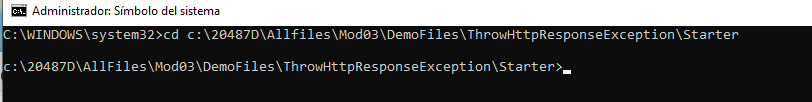 Administrador: Símbolo del sistema
C:\WINDOWS\system32>cd c:\20487D\Allfiles\Mod03\DemoFiles\ThrowHttpResponseException\Starter
c:\20487D\AllFiles\Mod03\DemoFiles\ThrowHttpResponseException\Starter>